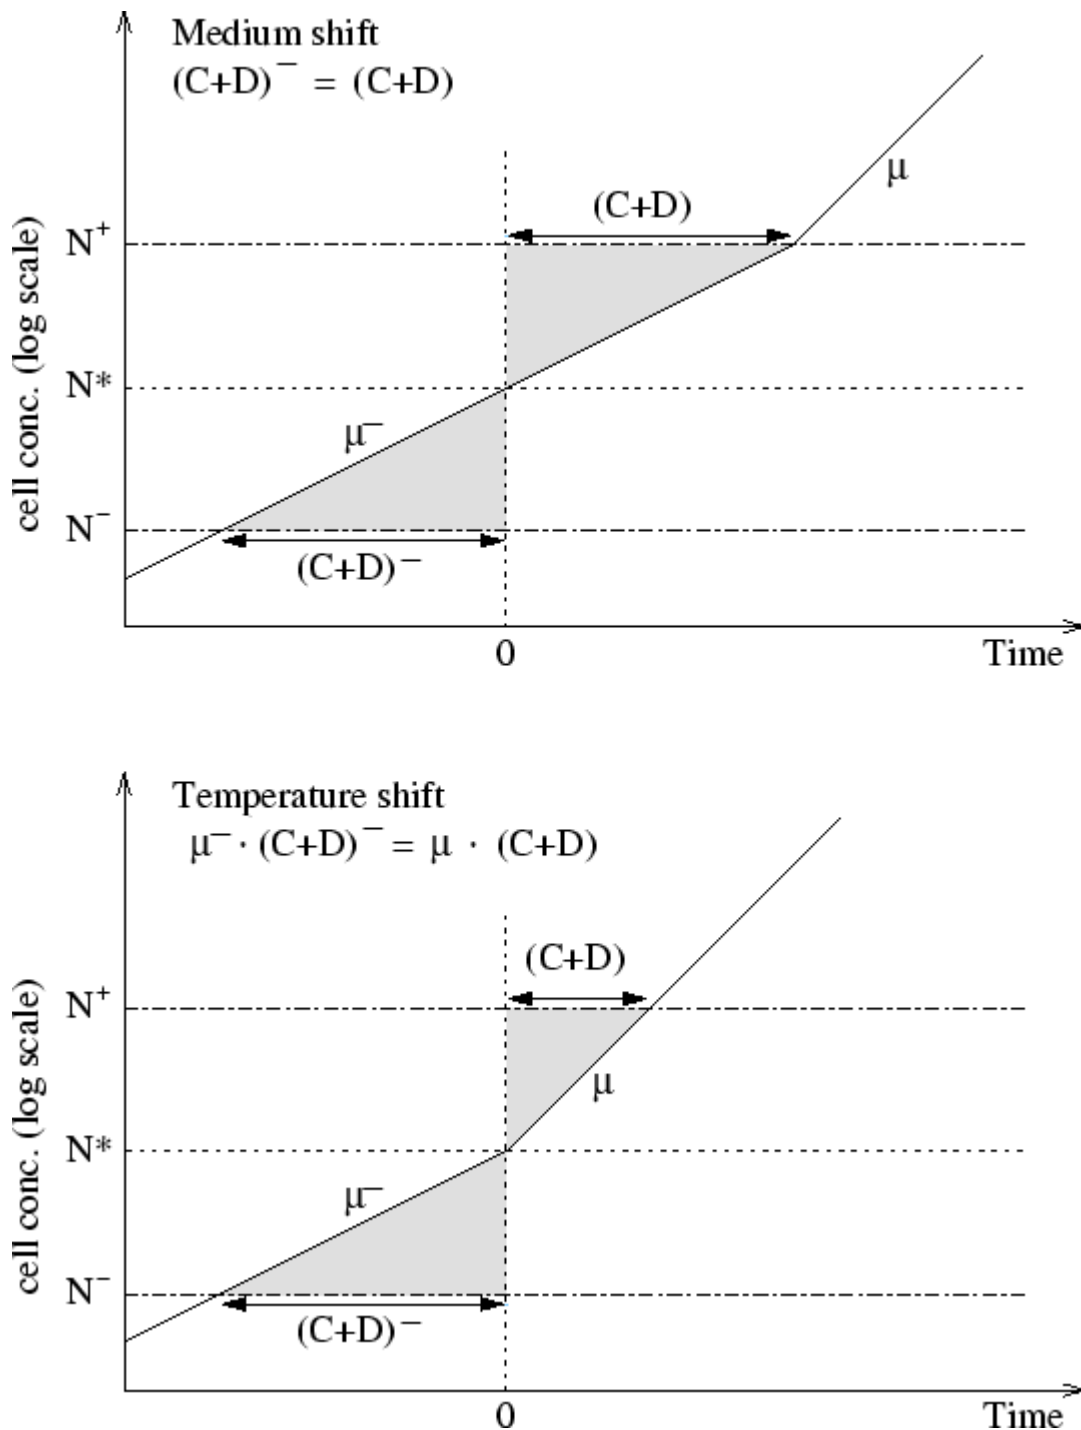 Medium shift
(C+D)⁻ = (C+D)
μ
(C+D)
N⁺
N*
μ⁻
N⁻
(C+D)⁻
cell conc. (log scale)
0
Time
Temperature shift
μ⁻ · (C+D)⁻ = μ · (C+D)
(C+D)
N⁺
μ
N*
μ⁻
N⁻
(C+D)⁻
cell conc. (log scale)
0
Time